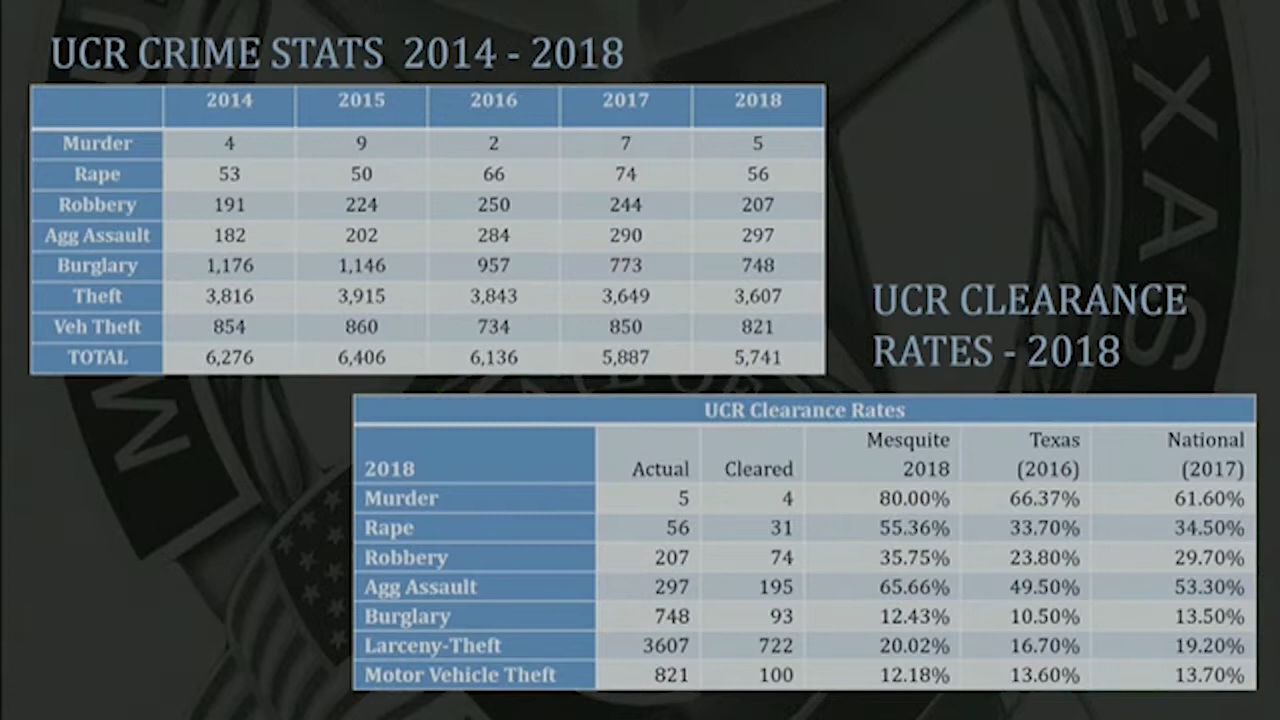 UCR CRIME STATS 2014 - 2018
2014 2015 2016 2017 2018
Murder 4 9 2 7 5
Rape 53 50 66 74 56
Robbery 191 224 250 244 207
Agg Assault 182 202 284 290 297
Burglary 1,176 1,146 957 773 748
Theft 3,816 3,915 3,843 3,649 3,607
Veh Theft 854 860 734 850 821
TOTAL 6,276 6,406 6,136 5,887 5,741
UCR CLEARANCE
RATES - 2018
UCR Clearance Rates
Mesquite Texas National
2018 Actual Cleared 2018 (2016) (2017)
Murder 5 4 80.00% 66.37% 61.60%
Rape 56 31 55.36% 33.70% 34.50%
Robbery 207 74 35.75% 23.80% 29.70%
Agg Assault 297 195 65.66% 49.50% 53.30%
Burglary 748 93 12.43% 10.50% 13.50%
Larceny-Theft 3607 722 20.02% 16.70% 19.20%
Motor Vehicle Theft 821 100 12.18% 13.60% 13.70%
EXAS
M